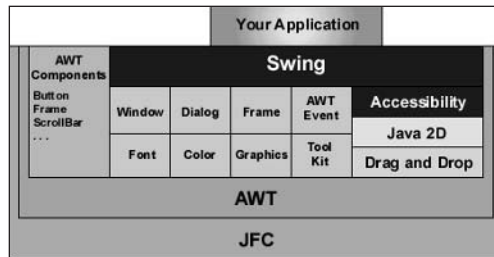 Your Application
AWT
Components
Button
Frame
ScrollBar
...
Swing
Window
Dialog
Frame
AWT
Event
Accessibility
Font
Color
Graphics
Tool
Kit
Java 2D
Drag and Drop
AWT
JFC